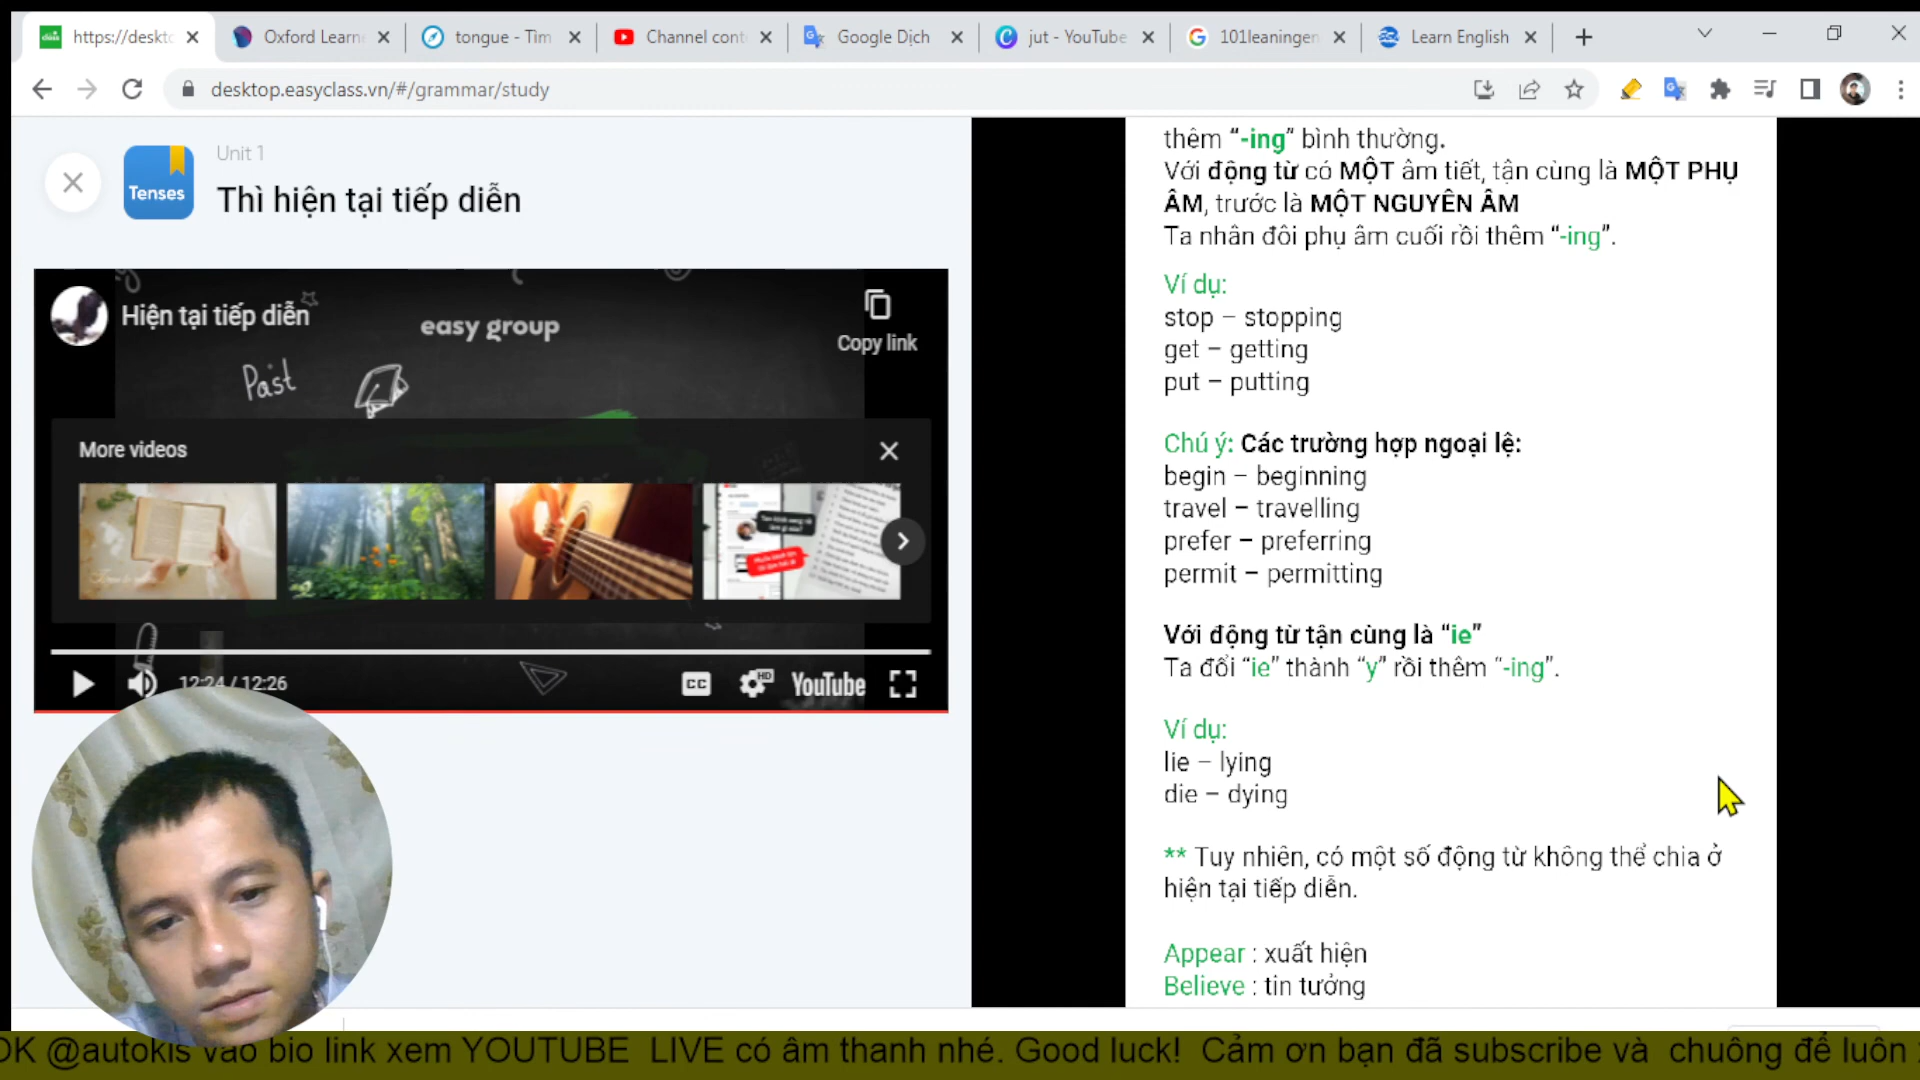 https://deskt
Oxford Learn
tongue - Tìm
Channel cont
Google Dịch
jut - YouTube
101leaningen
Learn English
desktop.easyclass.vn/#/grammar/study
Unit 1
Tenses
Thì hiện tại tiếp diễn
Hiện tại tiếp diễn
easy group
Copy link
Past
More videos
12:24 / 12:26
CC
HD
YouTube
thêm “-ing” bình thường.
Với động từ có MỘT âm tiết, tận cùng là MỘT PHỤ
ÂM, trước là MỘT NGUYÊN ÂM
Ta nhân đôi phụ âm cuối rồi thêm “-ing”.
Ví dụ:
stop – stopping
get – getting
put – putting
Chú ý: Các trường hợp ngoại lệ:
begin – beginning
travel – travelling
prefer – preferring
permit – permitting
Với động từ tận cùng là “ie”
Ta đổi “ie” thành “y” rồi thêm “-ing”.
Ví dụ:
lie – lying
die – dying
** Tuy nhiên, có một số động từ không thể chia ở
hiện tại tiếp diễn.
Appear : xuất hiện
Believe : tin tưởng
OK @autokis vào bio link xem YOUTUBE LIVE có âm thanh nhé. Good luck! Cảm ơn bạn đã subscribe và chuông để luôn